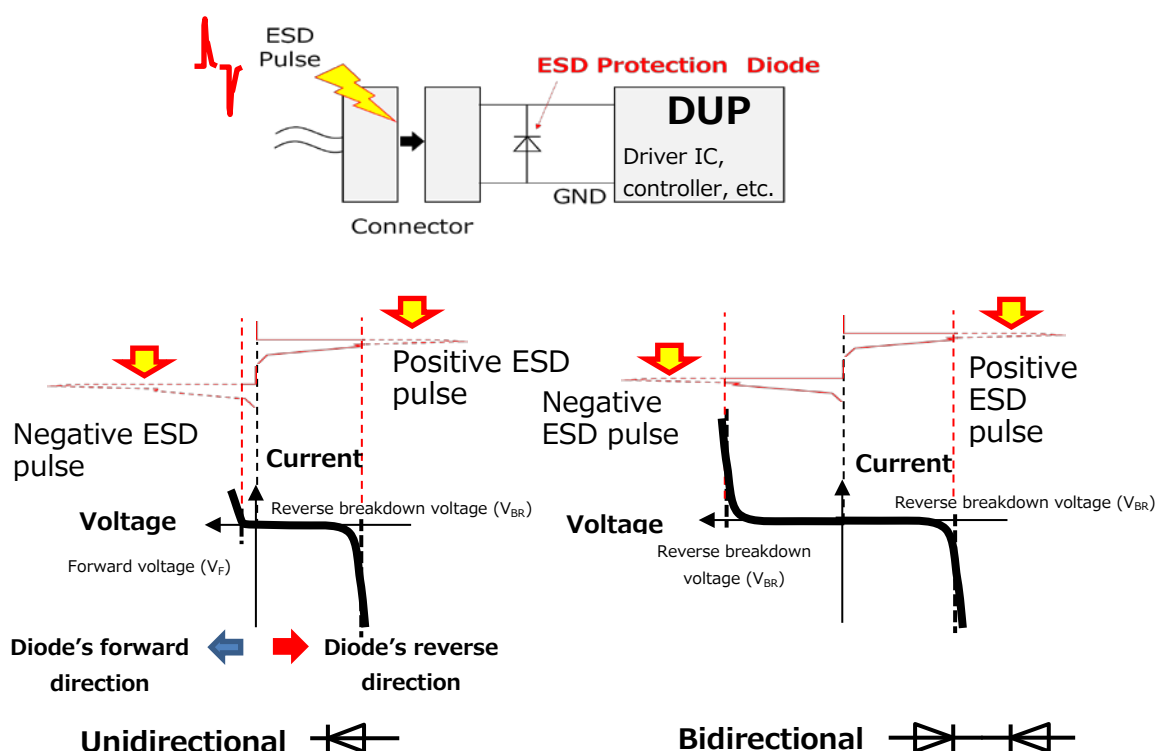 ESD
Pulse
ESD Protection Diode
DUP
Driver IC,
controller, etc.
GND
Connector
Positive ESD
pulse
Negative ESD
pulse
Current
Reverse breakdown voltage (VBR)
Voltage
Forward voltage (VF)
Diode’s forward
direction
Diode’s reverse
direction
Unidirectional
Positive
ESD
pulse
Negative
ESD pulse
Current
Reverse breakdown voltage (VBR)
Voltage
Reverse breakdown
voltage (VBR)
Bidirectional